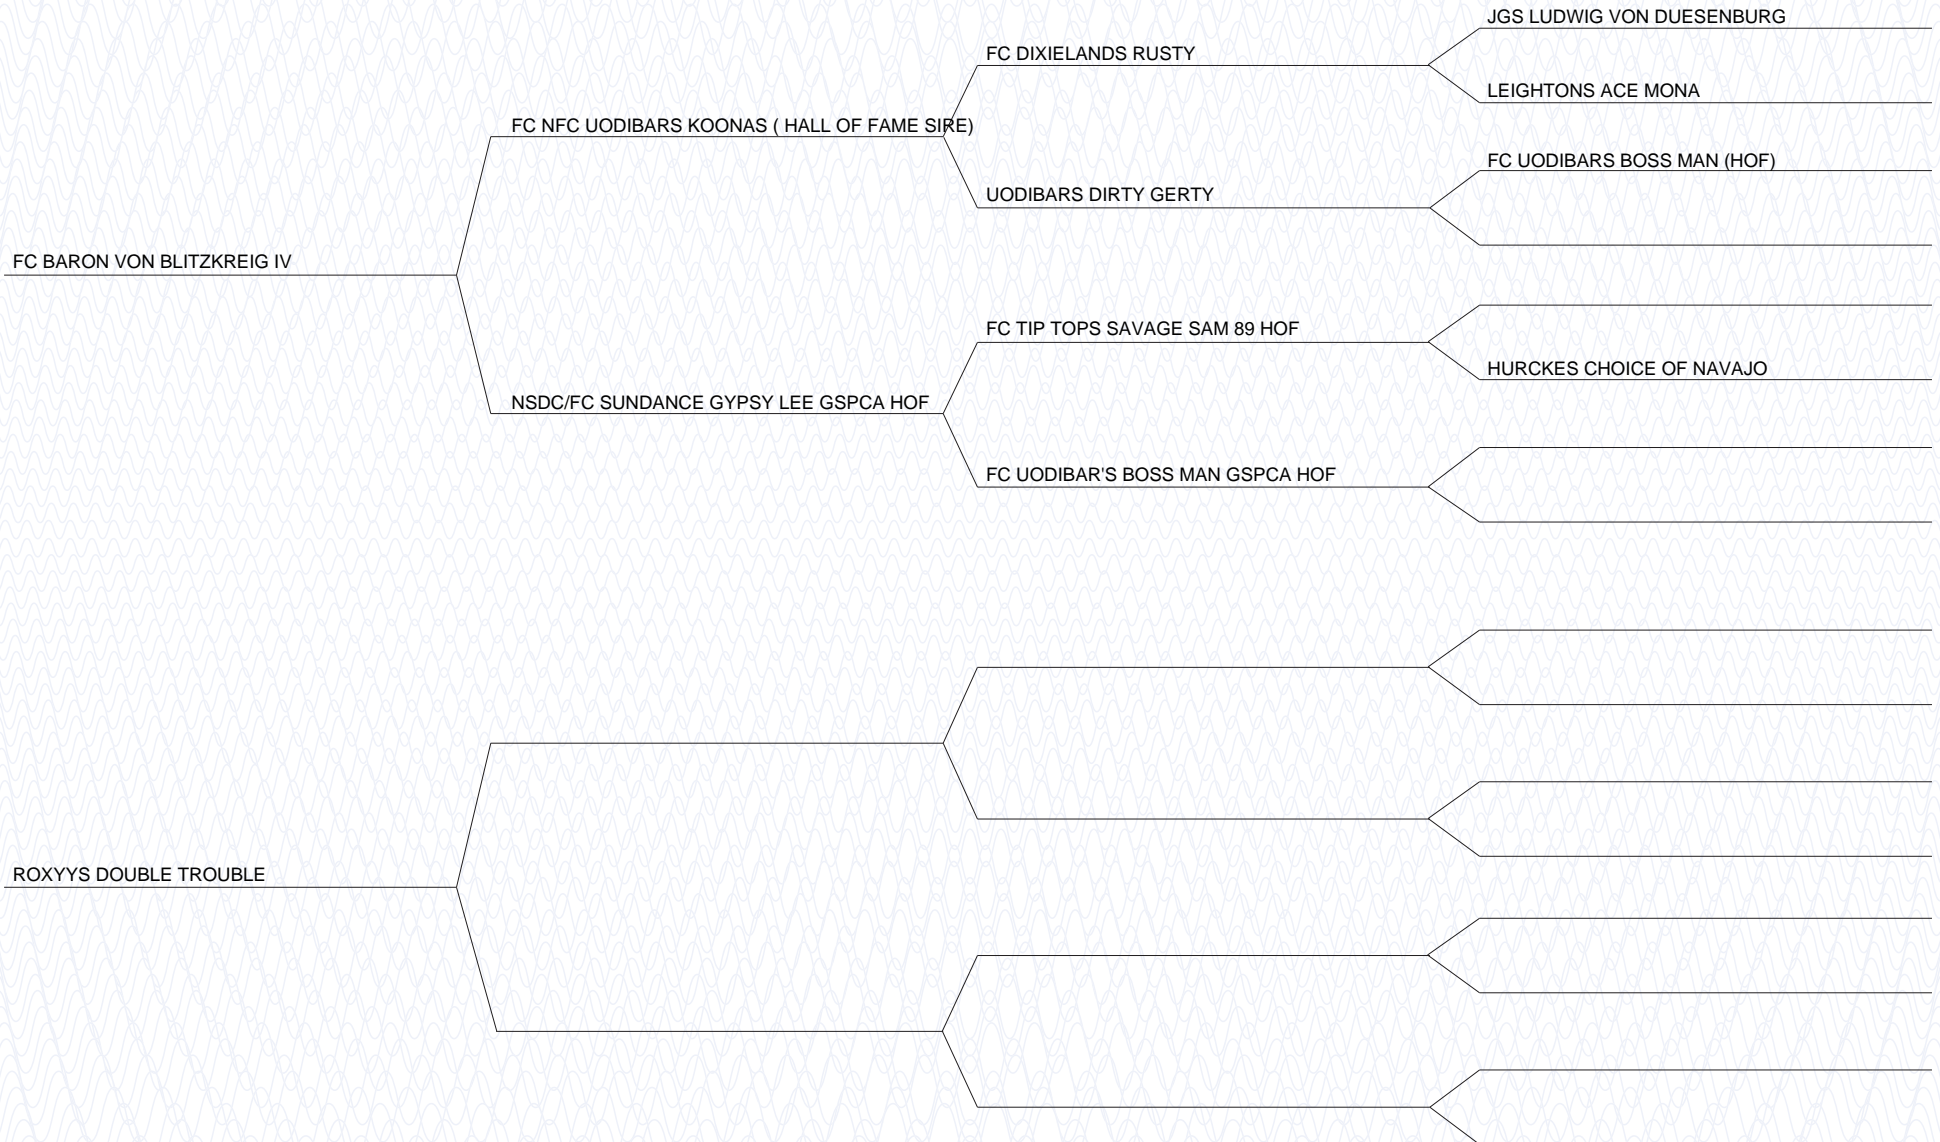 JGS LUDWIG VON DUESENBURG
FC DIXIELANDS RUSTY
LEIGHTONS ACE MONA
FC NFC UODIBARS KOONAS ( HALL OF FAME SIRE)
FC UODIBARS BOSS MAN (HOF)
UODIBARS DIRTY GERTY
FC BARON VON BLITZKREIG IV
FC TIP TOPS SAVAGE SAM 89 HOF
HURCKES CHOICE OF NAVAJO
NSDC/FC SUNDANCE GYPSY LEE GSPCA HOF
FC UODIBAR'S BOSS MAN GSPCA HOF
ROXYYS DOUBLE TROUBLE